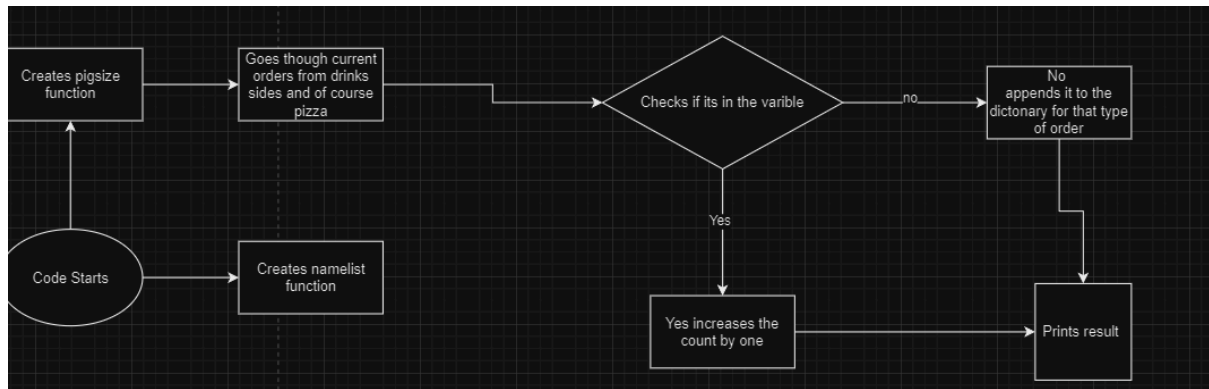 Creates pigsize
function
Goes though current
orders from drinks
sides and of course
pizza
Checks if its in the varible
no
No
appends it to the
dictonary for that type
of order
Yes
Code Starts
Creates namelist
function
Yes increases the
count by one
Prints result